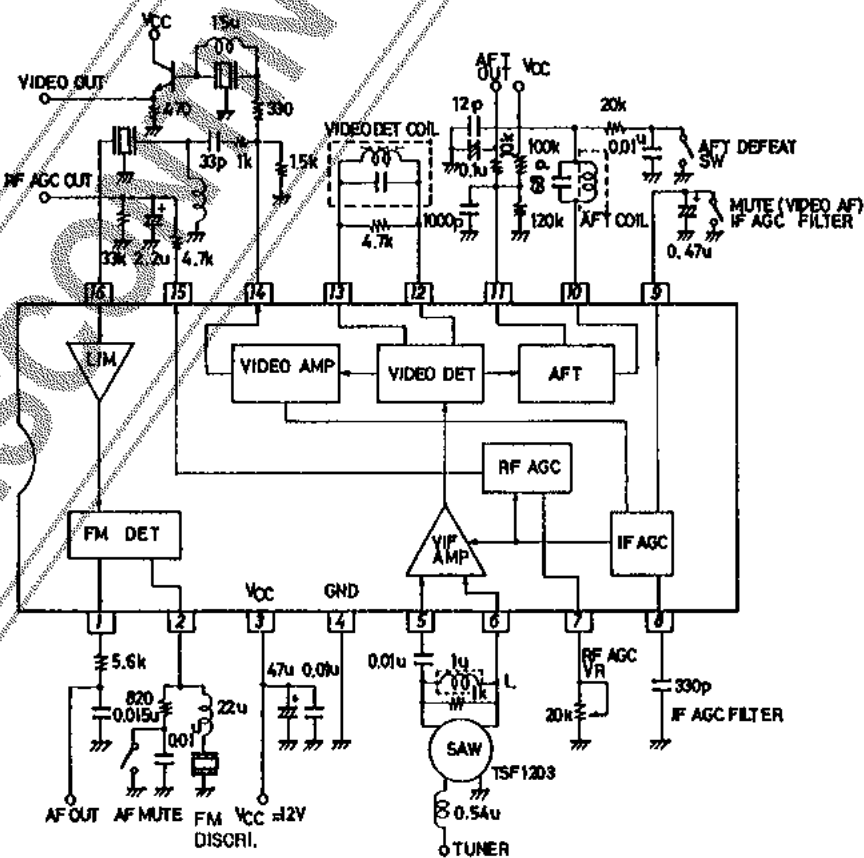 VCC
15u
VIDEO OUT
470
330
33p
1k
1.5k
RF AGC OUT
33k
2.2u
4.7k
VIDEO DET COIL
4.7k
AFT OUT
VCC
12p
0.1u
10k
100k
1000p
120k
68p
AFT COIL
20k
0.01u
AFT DEFEAT SW
MUTE (VIDEO AF)
IF AGC FILTER
0.47u
16
15
14
13
12
11
10
9
LIM
VIDEO AMP
VIDEO DET
AFT
RF AGC
FM DET
VIF AMP
IF AGC
VCC
GND
1
2
3
4
5
6
7
8
5.6k
0.015u
820
0.01u
22u
47u
0.01u
0.01u
1u
1k
L
RF AGC VR
20k
330p
IF AGC FILTER
SAW
TSF1203
0.54u
TUNER
AF OUT
AF MUTE
FM DISCRI.
VCC =12V